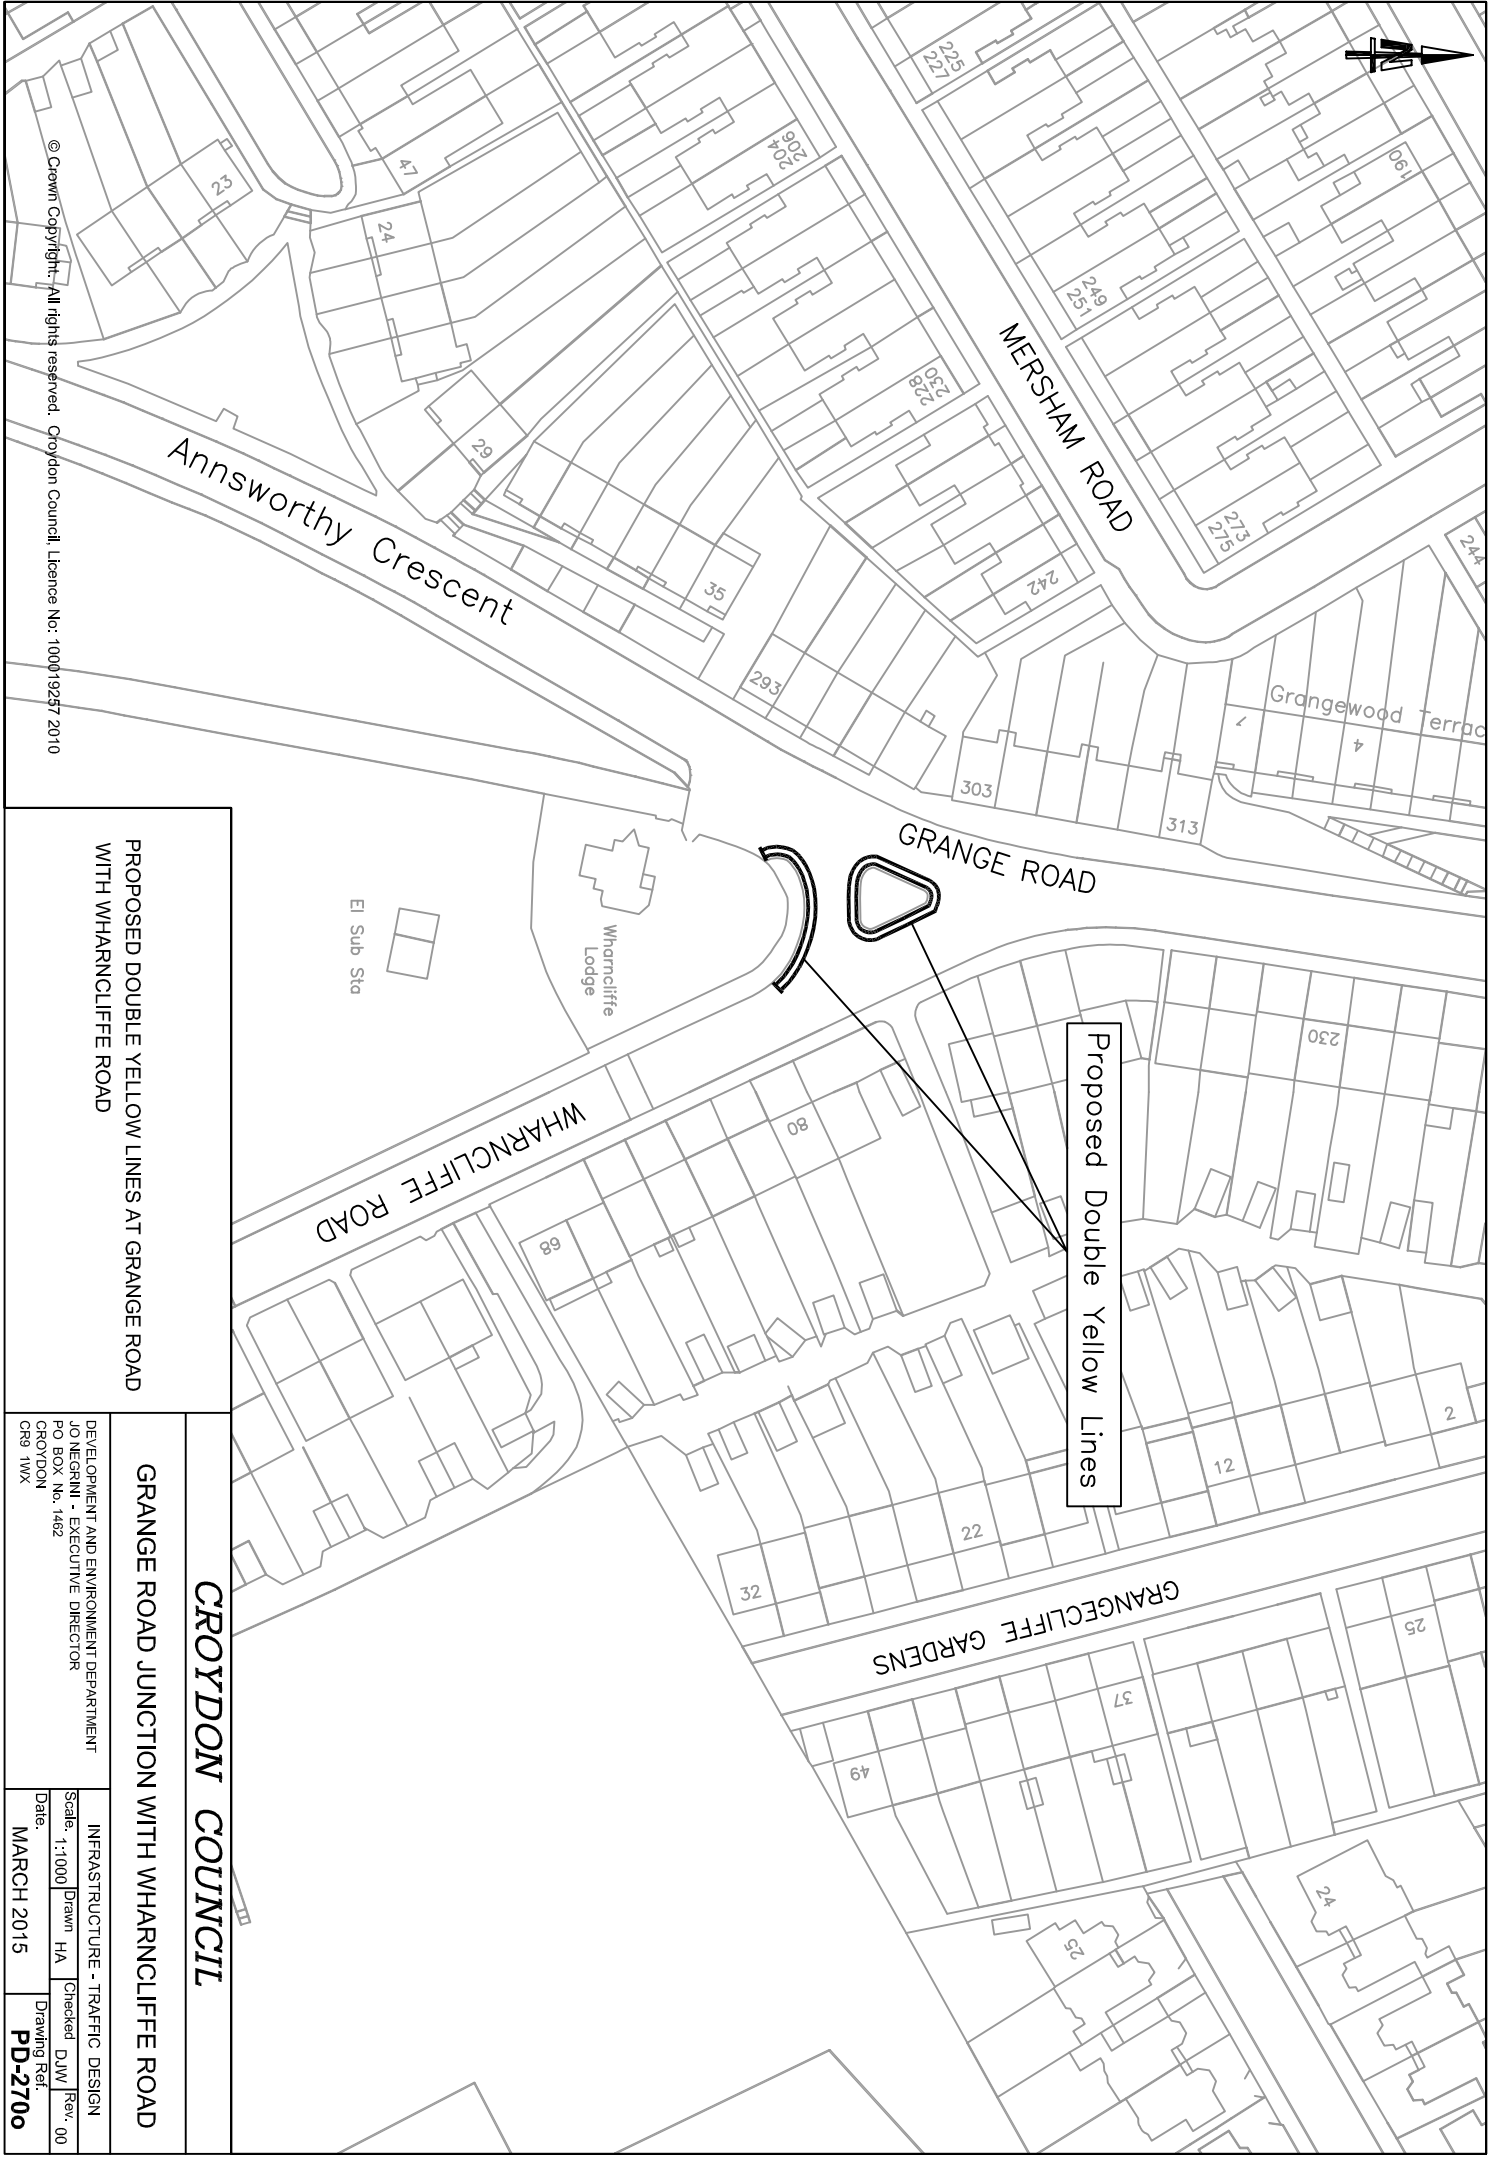 N
190
225
227
206
204
249
251
MERSHAM ROAD
230
228
273
275
244
242
47
23
24
29
35
293
Annsworthy Crescent
Grangewood Terrac
7
4
303
313
GRANGE ROAD
Wharncliffe
Lodge
El Sub Sta
230
Proposed Double Yellow Lines
80
68
WHARNCLIFFE ROAD
2
12
22
32
GRANGECLIFFE GARDENS
25
37
49
24
25
© Crown Copyright. All rights reserved. Croydon Council, Licence No: 100019257 2010
PROPOSED DOUBLE YELLOW LINES AT GRANGE ROAD
WITH WHARNCLIFFE ROAD
CROYDON COUNCIL
GRANGE ROAD JUNCTION WITH WHARNCLIFFE ROAD
DEVELOPMENT AND ENVIRONMENT DEPARTMENT
JO NEGRINI - EXECUTIVE DIRECTOR
PO BOX No. 1462
CROYDON
CR9 1WX
INFRASTRUCTURE - TRAFFIC DESIGN
Scale. 1:1000 Drawn HA Checked DJW Rev. 00
Date. MARCH 2015
Drawing Ref. PD-270o